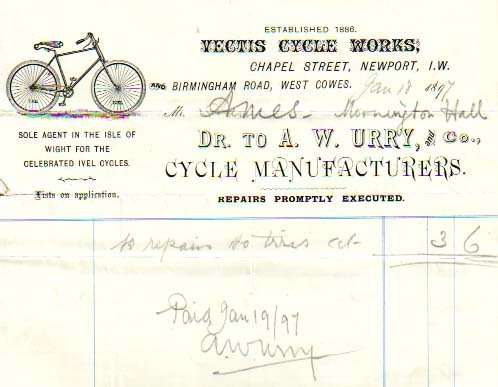 ESTABLISHED 1886.
VECTIS CYCLE WORKS,
CHAPEL STREET, NEWPORT, I.W.
AND BIRMINGHAM ROAD, WEST COWES. Jan 18 1897
Mr. Ames - Mornington Hall
SOLE AGENT IN THE ISLE OF
WIGHT FOR THE
CELEBRATED IVEL CYCLES.
Lists on application.
DR. TO A. W. URRY, and Co.,
CYCLE MANUFACTURERS.
REPAIRS PROMPTLY EXECUTED.
to repairs to tires &c 3 6
Paid Jan 19/97
A.W. Urry